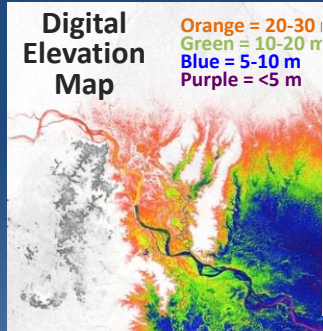 Digital
Elevation
Map
Orange = 20-30 m
Green = 10-20 m
Blue = 5-10 m
Purple = <5 m